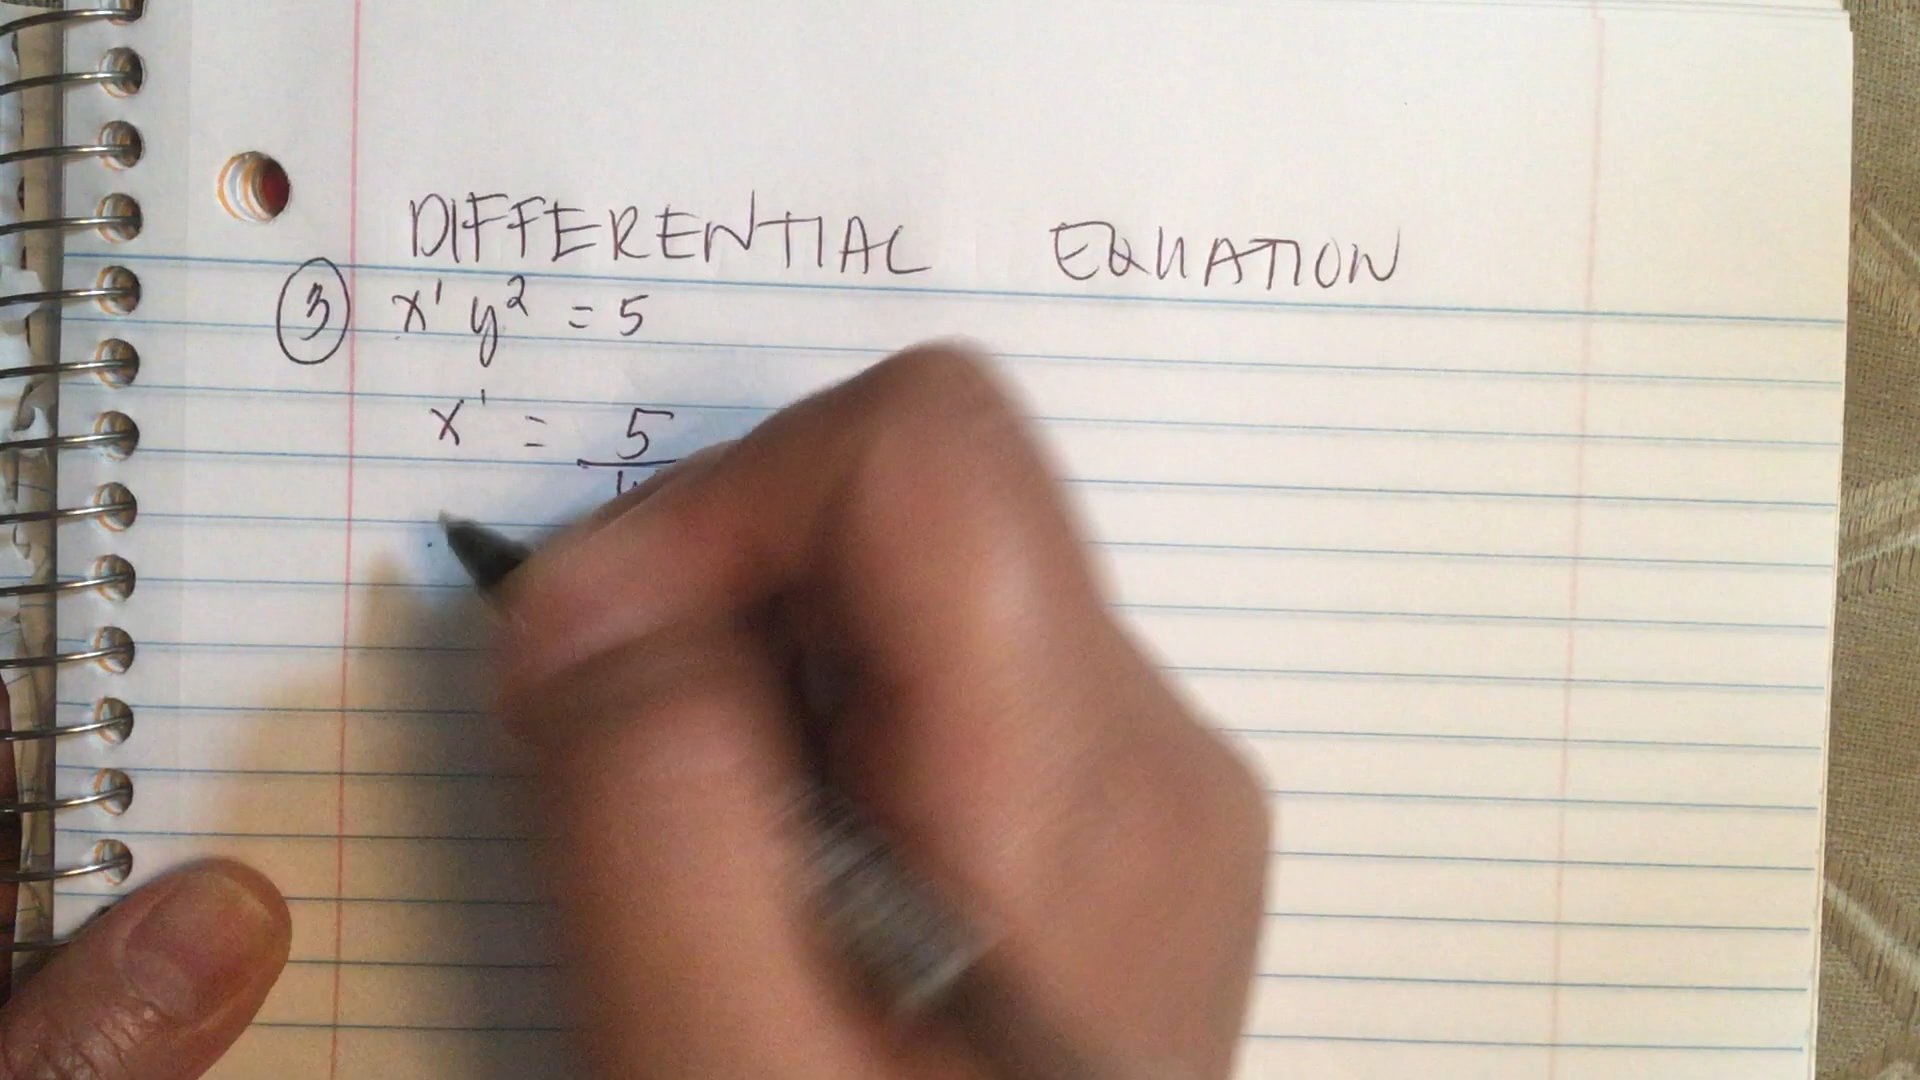 DIFFERENTIAL EQUATION
③ x' y² = 5
x' = 5